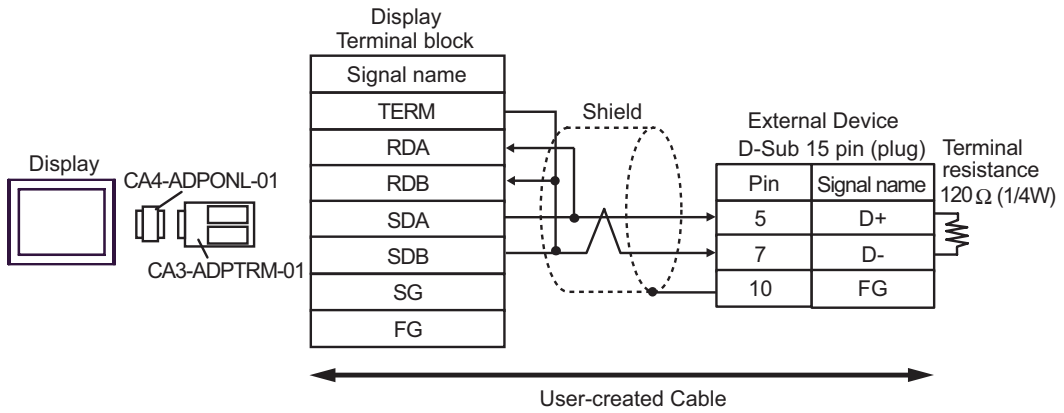 Display
Terminal block
Signal name
TERM
RDA
RDB
SDA
SDB
SG
FG
Display
CA4-ADPONL-01
CA3-ADPTRM-01
Shield
External Device
D-Sub 15 pin (plug)
Pin
Signal name
5
D+
7
D-
10
FG
Terminal
resistance
120Ω (1/4W)
User-created Cable